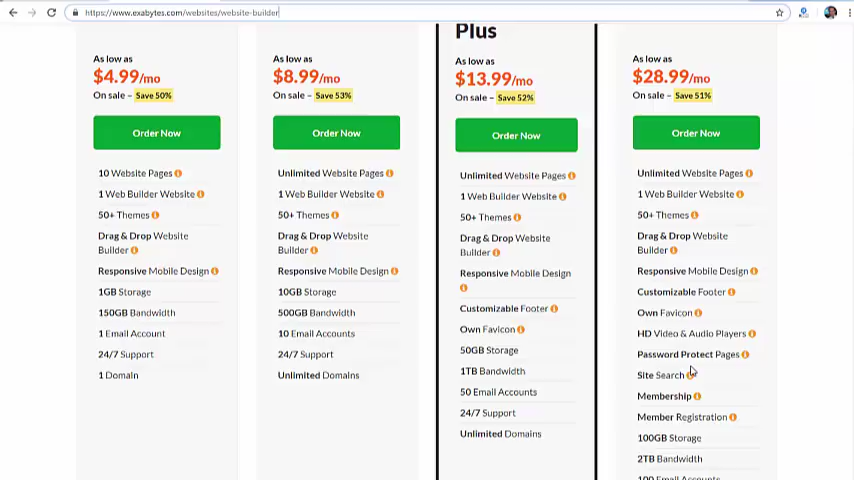 https://www.exabytes.com/websites/website-builder
As low as
$4.99/mo
On sale – Save 50%
Order Now
10 Website Pages
1 Web Builder Website
50+ Themes
Drag & Drop Website
Builder
Responsive Mobile Design
1GB Storage
150GB Bandwidth
1 Email Account
24/7 Support
1 Domain
As low as
$8.99/mo
On sale – Save 53%
Order Now
Unlimited Website Pages
1 Web Builder Website
50+ Themes
Drag & Drop Website
Builder
Responsive Mobile Design
10GB Storage
500GB Bandwidth
10 Email Accounts
24/7 Support
Unlimited Domains
Plus
As low as
$13.99/mo
On sale – Save 52%
Order Now
Unlimited Website Pages
1 Web Builder Website
50+ Themes
Drag & Drop Website
Builder
Responsive Mobile Design
Customizable Footer
Own Favicon
50GB Storage
1TB Bandwidth
50 Email Accounts
24/7 Support
Unlimited Domains
As low as
$28.99/mo
On sale – Save 51%
Order Now
Unlimited Website Pages
1 Web Builder Website
50+ Themes
Drag & Drop Website
Builder
Responsive Mobile Design
Customizable Footer
Own Favicon
HD Video & Audio Players
Password Protect Pages
Site Search
Membership
Member Registration
100GB Storage
2TB Bandwidth
100 Email Accounts